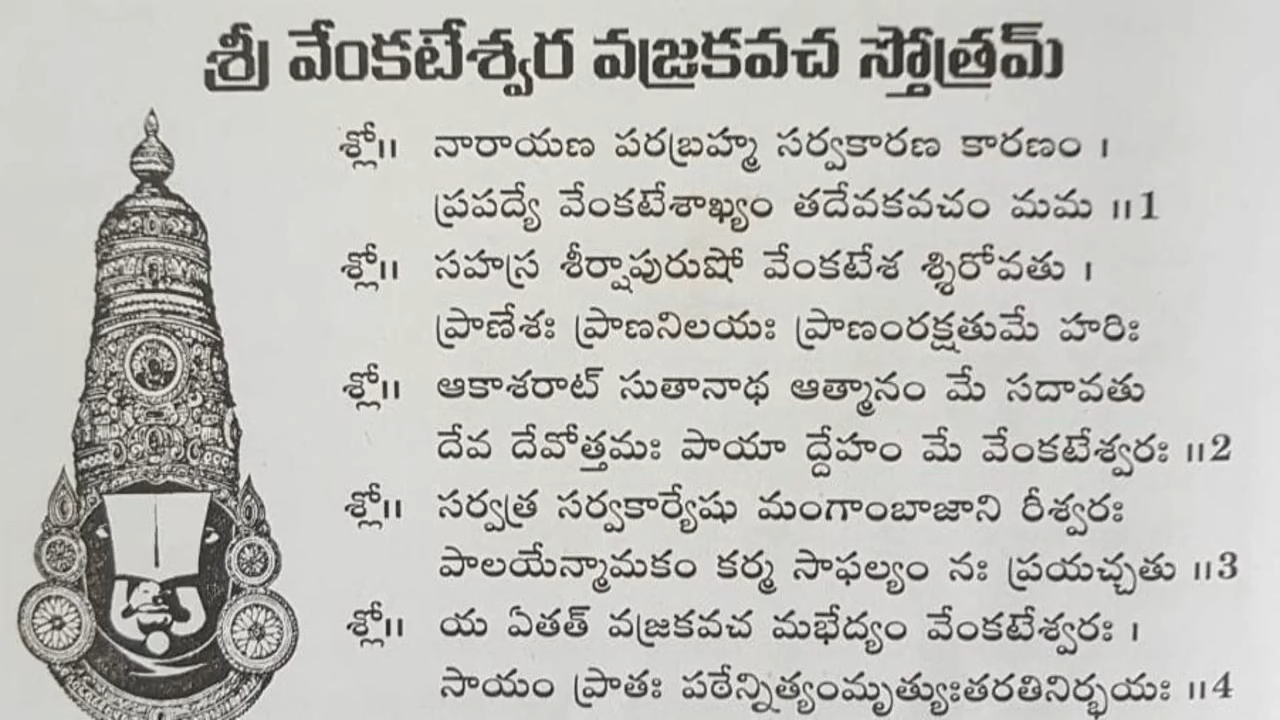 శ్రీ వేంకటేశ్వర వజ్రకవచ స్తోత్రమ్
శ్లో॥ నారాయణ పరబ్రహ్మ సర్వకారణ కారణం ।
ప్రపద్యే వేంకటేశాఖ్యం తదేవకవచం మమ ॥1
శ్లో॥ సహస్ర శీర్షాపురుషో వేంకటేశ శ్శిరోవతు ।
ప్రాణేశః ప్రాణనిలయః ప్రాణంరక్షతుమే హరిః
శ్లో॥ ఆకాశరాట్ సుతానాథ ఆత్మానం మే సదావతు
దేవ దేవోత్తమః పాయా ద్దేహం మే వేంకటేశ్వరః ॥2
శ్లో॥ సర్వత్ర సర్వకార్యేషు మంగాంబాజాని రీశ్వరః
పాలయేన్మామకం కర్మ సాఫల్యం నః ప్రయచ్ఛతు ॥3
శ్లో॥ య ఏతత్ వజ్రకవచ మభేద్యం వేంకటేశ్వరః ।
సాయం ప్రాతః పఠేన్నిత్యంమృత్యుఃతరతినిర్భయః ॥4